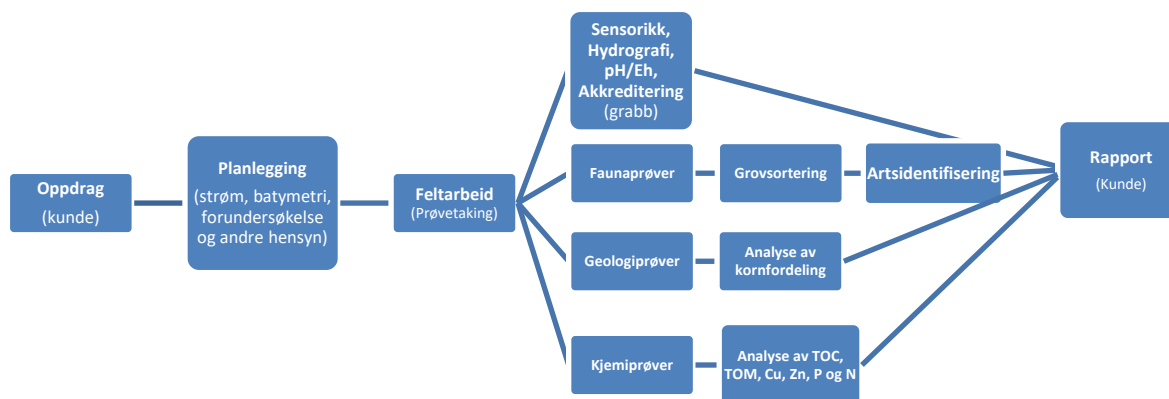 Oppdrag
(kunde)
Planlegging
(strøm, batymetri,
forundersøkelse
og andre hensyn)
Feltarbeid
(Prøvetaking)
Sensorikk,
Hydrografi,
pH/Eh,
Akkreditering
(grabb)
Faunaprøver
Grovsortering
Artsidentifisering
Geologiprøver
Analyse av
kornfordeling
Kjemiprøver
Analyse av TOC,
TOM, Cu, Zn, P og N
Rapport
(Kunde)